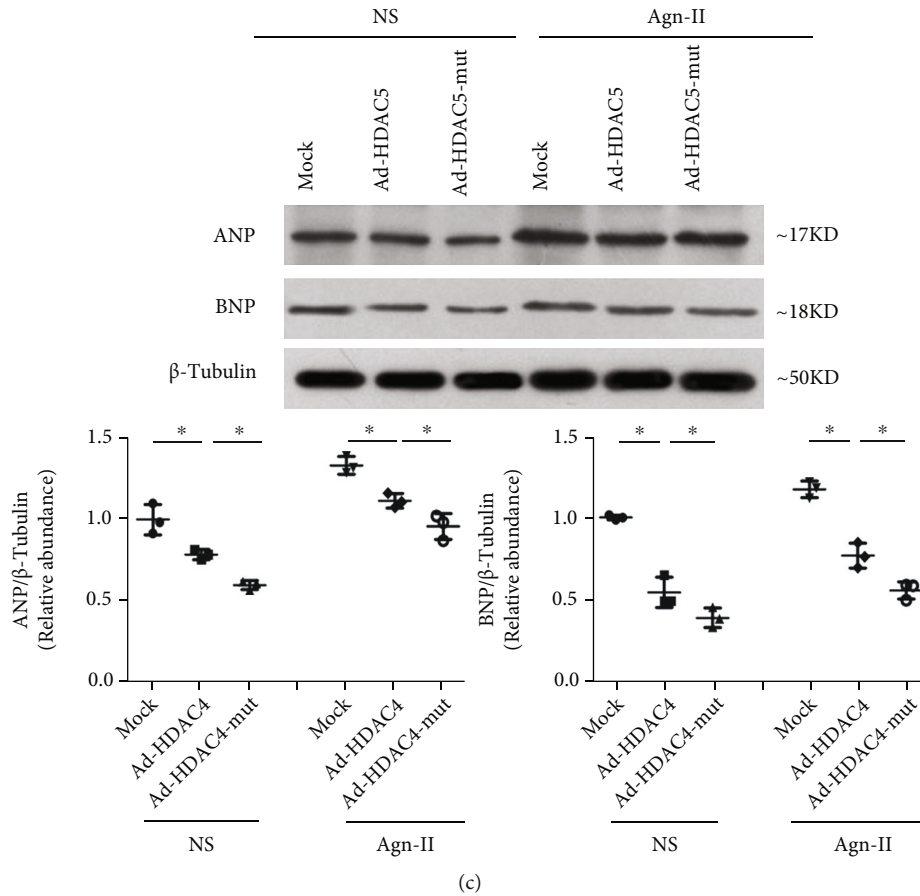 NS Agn-II
Mock Ad-HDAC5 Ad-HDAC5-mut Mock Ad-HDAC5 Ad-HDAC5-mut
ANP ~17KD
BNP ~18KD
β-Tubulin ~50KD
ANP/β-Tubulin
(Relative abundance)
1.5
1.0
0.5
0.0
* * * *
Mock Ad-HDAC4 Ad-HDAC4-mut Mock Ad-HDAC4 Ad-HDAC4-mut
NS Agn-II
BNP/β-Tubulin
(Relative abundance)
1.5
1.0
0.5
0.0
* * * *
Mock Ad-HDAC4 Ad-HDAC4-mut Mock Ad-HDAC4 Ad-HDAC4-mut
NS Agn-II
(c)